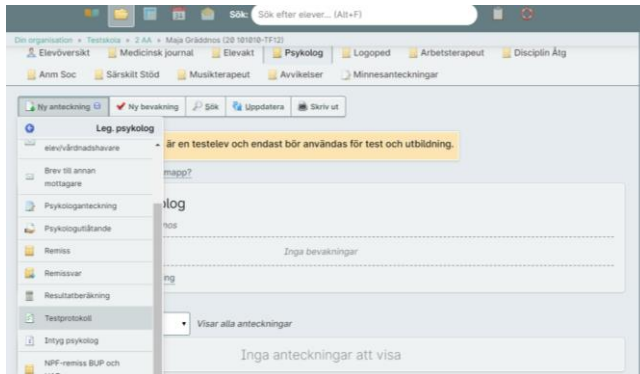 Sök: Sök efter elever... (Alt+F)
Din organisation » Testskola » 2 AA » Maja Gräddnos (20 101010-TF12)
Elevöversikt Medicinsk journal Elevakt Psykolog Logoped Arbetsterapeut Disciplin Åtg
Anm Soc Särskilt Stöd Musikterapeut Avvikelser Minnesanteckningar
Ny anteckning Ny bevakning Sök Uppdatera Skriv ut
Leg. psykolog
elev/vårdnadshavare
är en testelev och endast bör användas för test och utbildning.
Brev till annan
mottagare
mapp?
Psykologanteckning
olog
Psykologutlåtande
nos
Remiss
Inga bevakningar
Remissvar
ng
Resultatberäkning
Testprotokoll
Visar alla anteckningar
Intyg psykolog
Inga anteckningar att visa
NPF-remiss BUP och